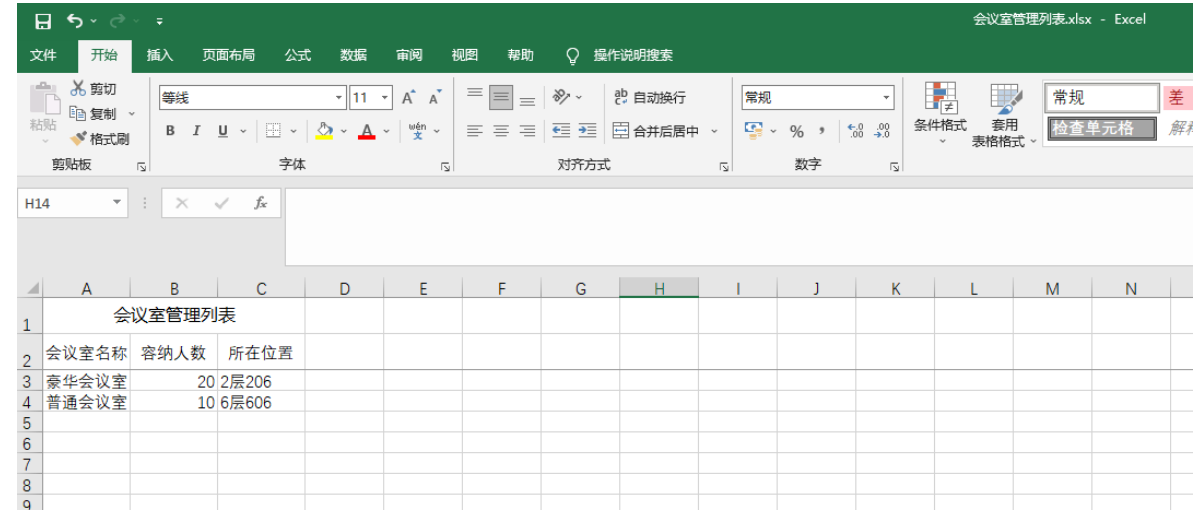 会议室管理列表.xlsx - Excel
文件 开始 插入 页面布局 公式 数据 审阅 视图 帮助 操作说明搜索
粘贴 剪切 复制 格式刷 剪贴板
等线 11 A A B I U A wén 文 字体
ab 自动换行 合并后居中 对齐方式
常规 % , .00 .0 数字
条件格式 套用表格格式 常规 差 检查单元格
H14 fx
A B C D E F G H I J K L M N
1 会议室管理列表
2 会议室名称 容纳人数 所在位置
3 豪华会议室 20 2层206
4 普通会议室 10 6层606
5
6
7
8
9